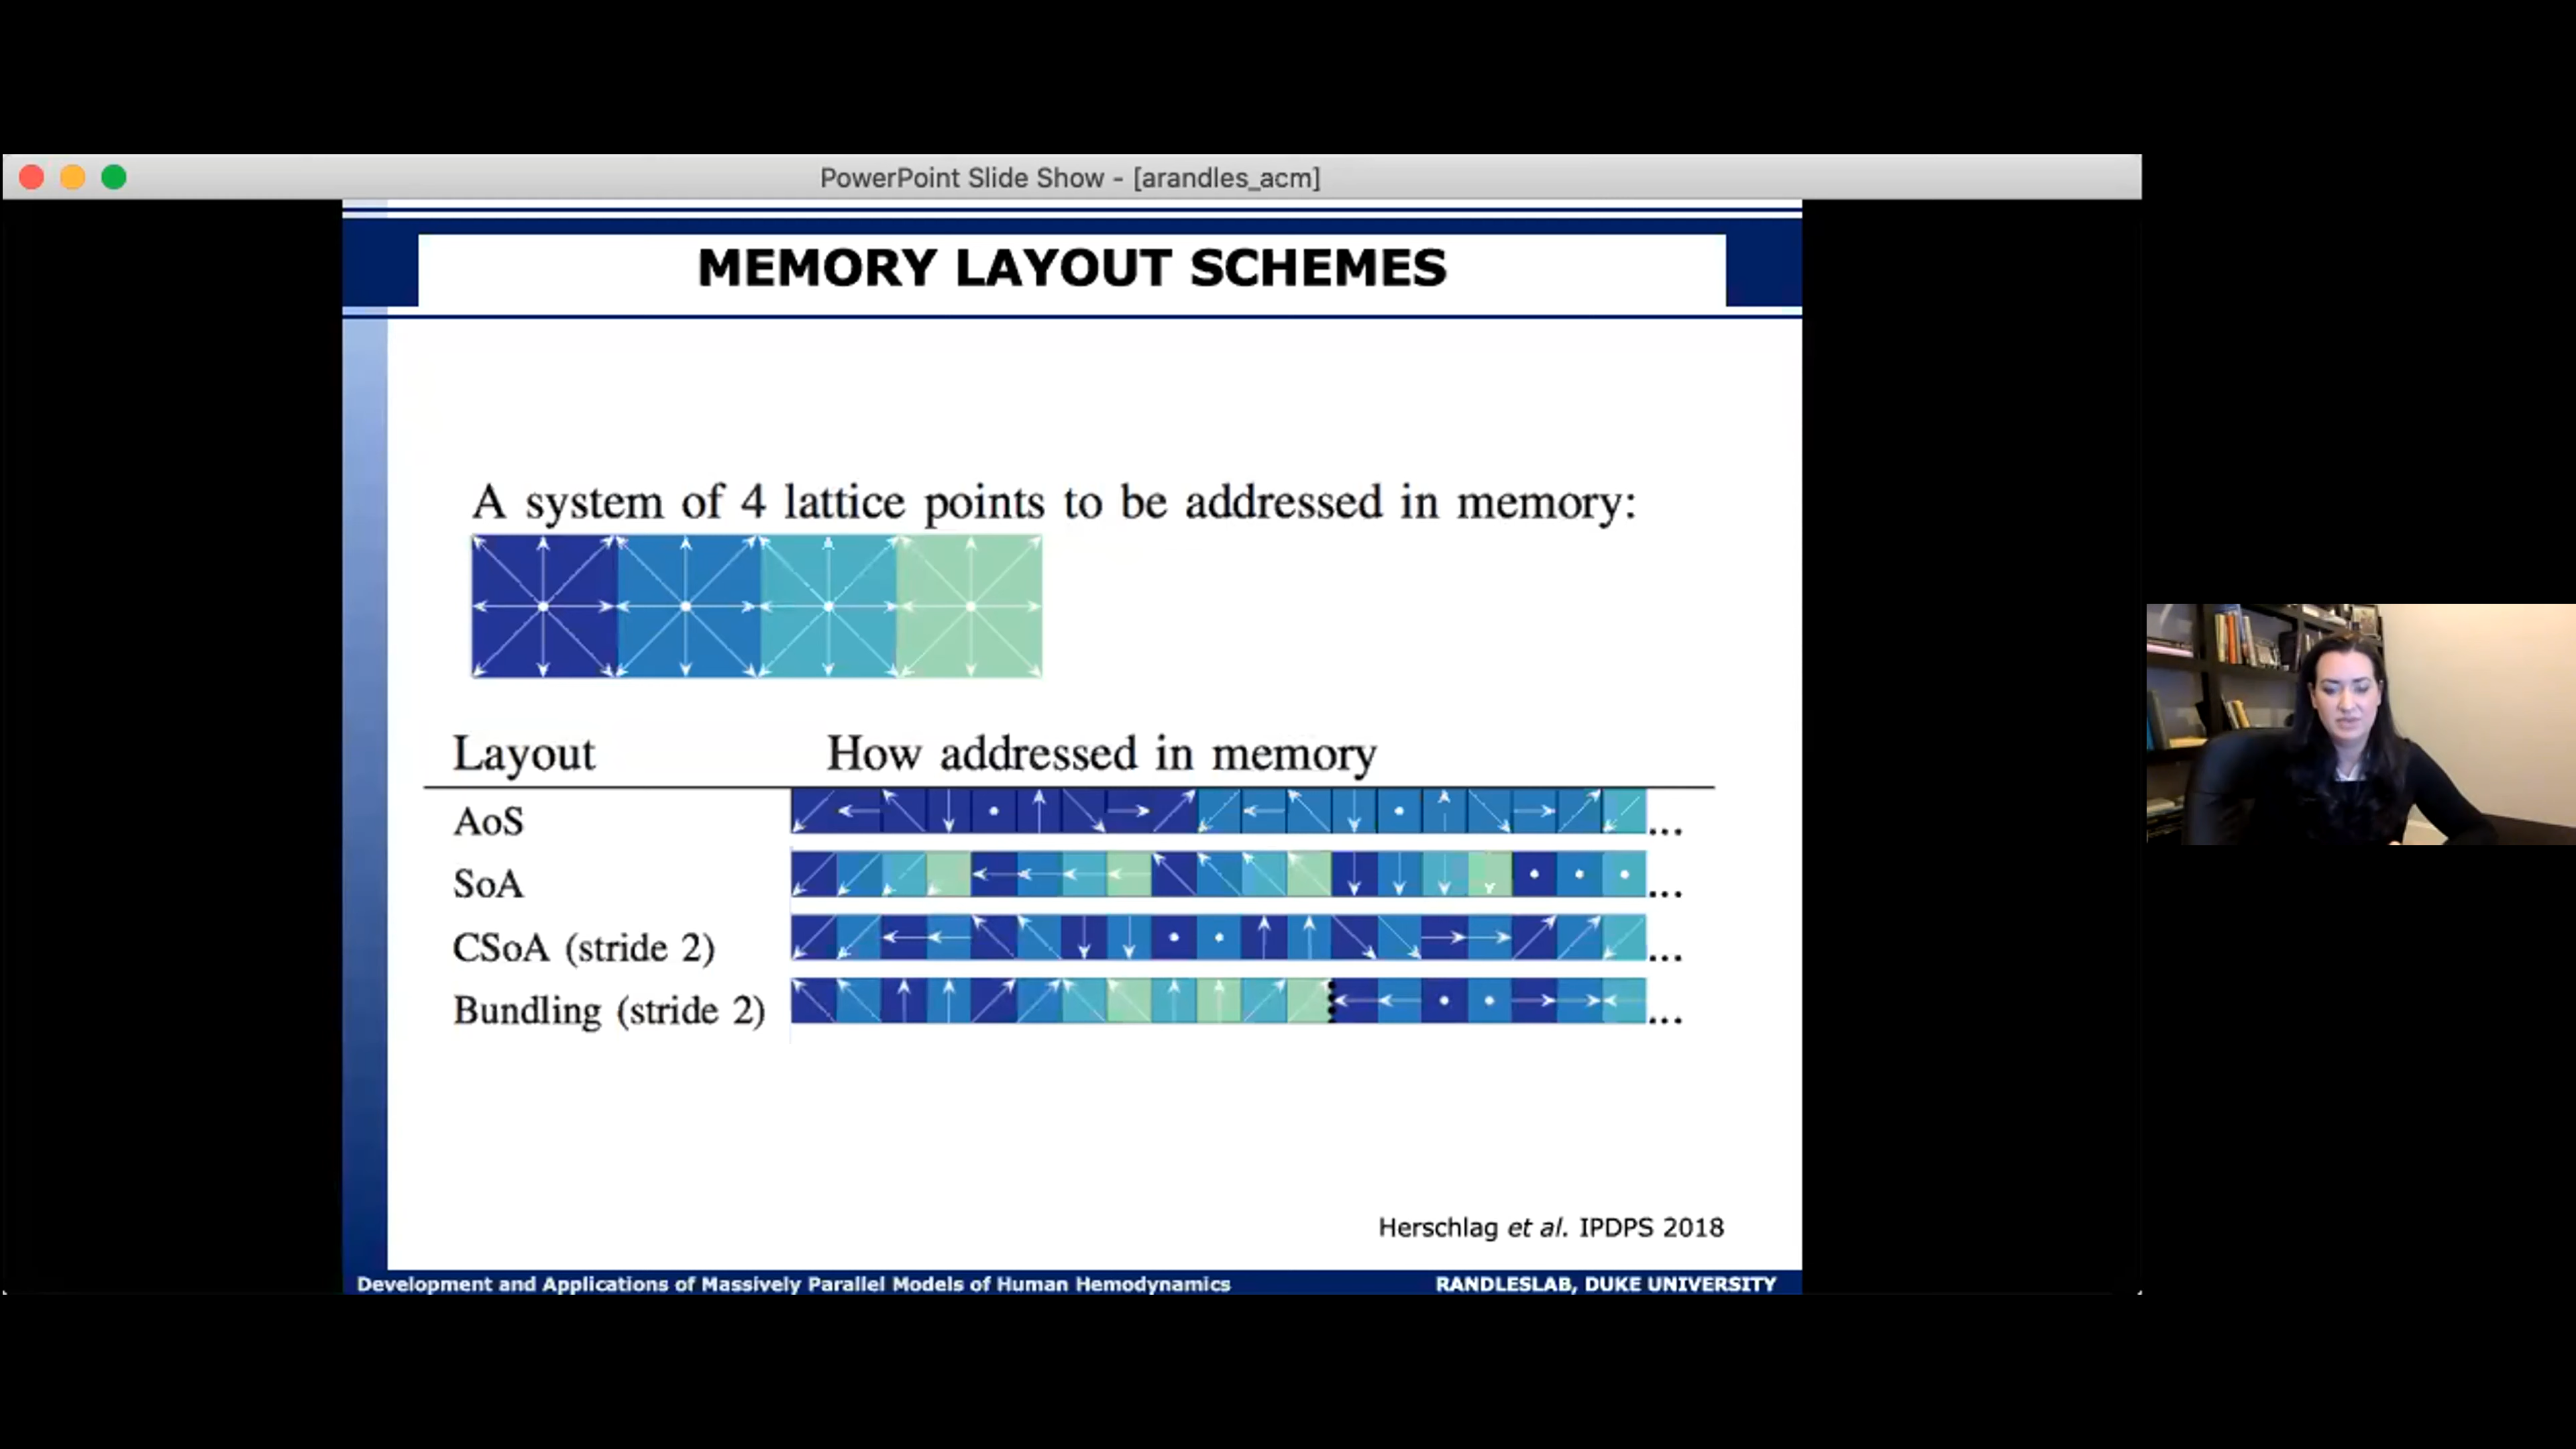 PowerPoint Slide Show - [arandles_acm]
MEMORY LAYOUT SCHEMES
A system of 4 lattice points to be addressed in memory:
Layout How addressed in memory
AoS ...
SoA ...
CSoA (stride 2) ...
Bundling (stride 2) ...
Herschlag et al. IPDPS 2018
Development and Applications of Massively Parallel Models of Human Hemodynamics RANDLESLAB, DUKE UNIVERSITY